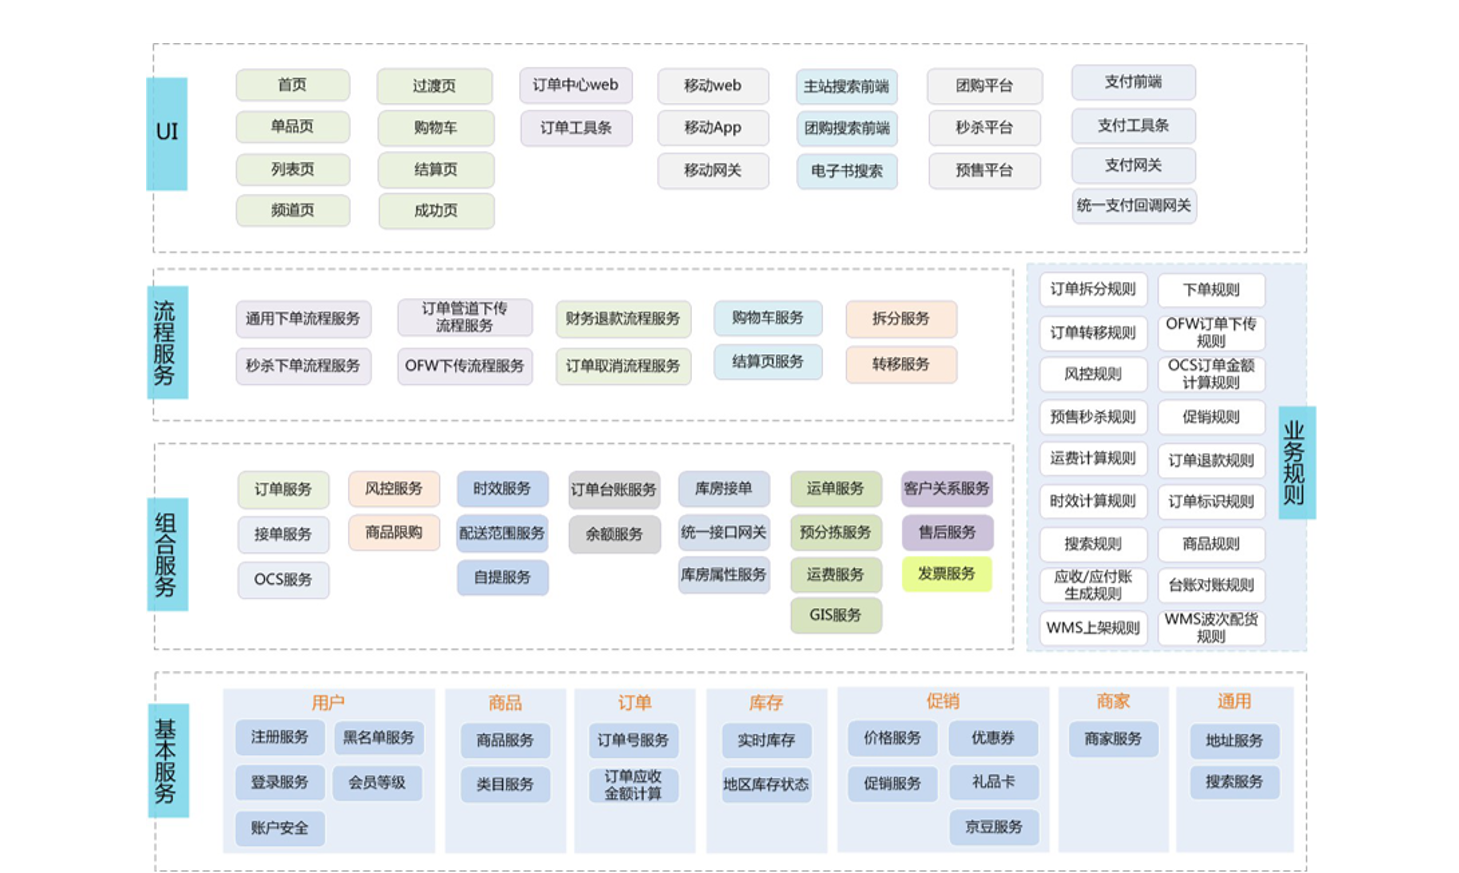 UI
首页
单品页
列表页
频道页
过渡页
购物车
结算页
成功页
订单中心web
订单工具条
移动web
移动App
移动网关
主站搜索前端
团购搜索前端
电子书搜索
团购平台
秒杀平台
预售平台
支付前端
支付工具条
支付网关
统一支付回调网关
流程服务
通用下单流程服务
秒杀下单流程服务
订单管道下传
流程服务
OFW下传流程服务
财务退款流程服务
订单取消流程服务
购物车服务
结算页服务
拆分服务
转移服务
组合服务
订单服务
接单服务
OCS服务
风控服务
商品限购
时效服务
配送范围服务
自提服务
订单台账服务
余额服务
库房接单
统一接口网关
库房属性服务
运单服务
预分拣服务
运费服务
GIS服务
客户关系服务
售后服务
发票服务
业务规则
订单拆分规则
下单规则
订单转移规则
OFW订单下传
规则
风控规则
OCS订单金额
计算规则
预售秒杀规则
促销规则
运费计算规则
订单退款规则
时效计算规则
订单标识规则
搜索规则
商品规则
应收/应付账
生成规则
台账对账规则
WMS上架规则
WMS波次配货
规则
基本服务
用户
注册服务
黑名单服务
登录服务
会员等级
账户安全
商品
商品服务
类目服务
订单
订单号服务
订单应收
金额计算
库存
实时库存
地区库存状态
促销
价格服务
优惠券
促销服务
礼品卡
京豆服务
商家
商家服务
通用
地址服务
搜索服务